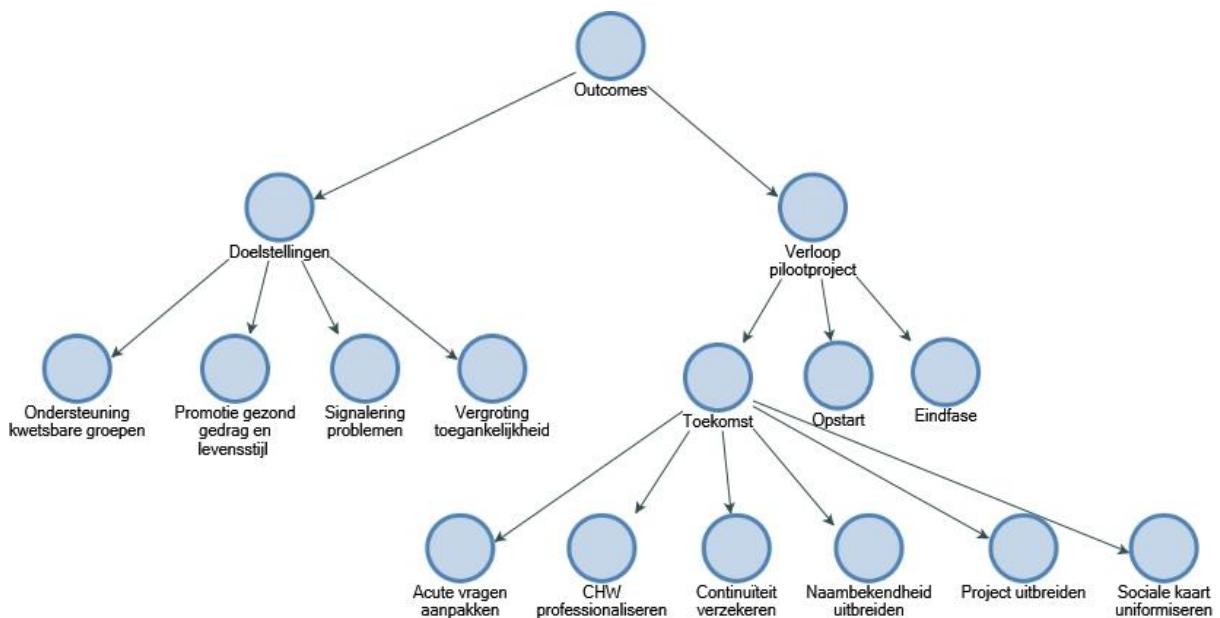 Outcomes
Doelstellingen
Verloop
pilootproject
Ondersteuning
kwetsbare groepen
Promotie gezond
gedrag en
levensstijl
Signalering
problemen
Vergroting
toegankelijkheid
Toekomst
Opstart
Eindfase
Acute vragen
aanpakken
CHW
professionaliseren
Continuïteit
verzekeren
Naambekendheid
uitbreiden
Project uitbreiden
Sociale kaart
uniformiseren